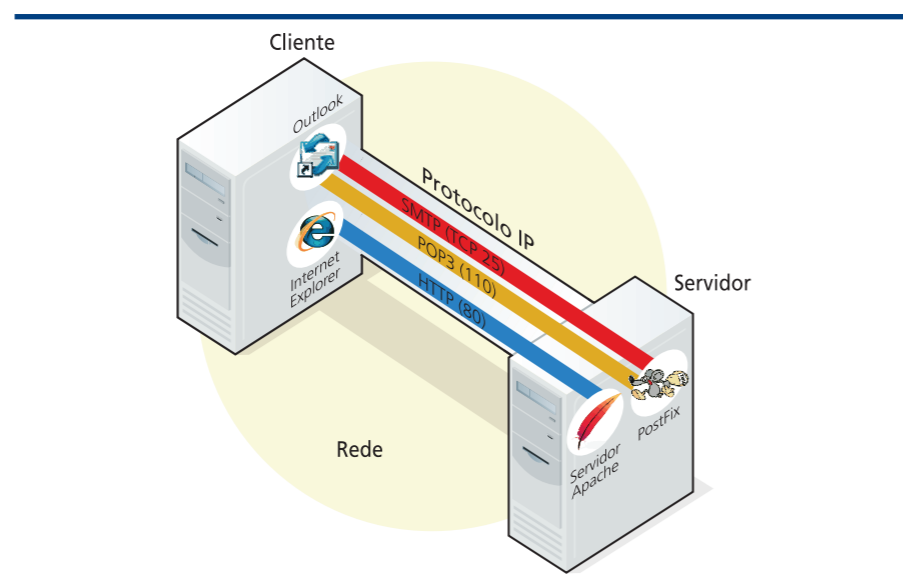 Cliente
Outlook
Protocolo IP
SMTP (TCP 25)
POP3 (110)
HTTP (80)
Internet
Explorer
Servidor
PostFix
Servidor
Apache
Rede